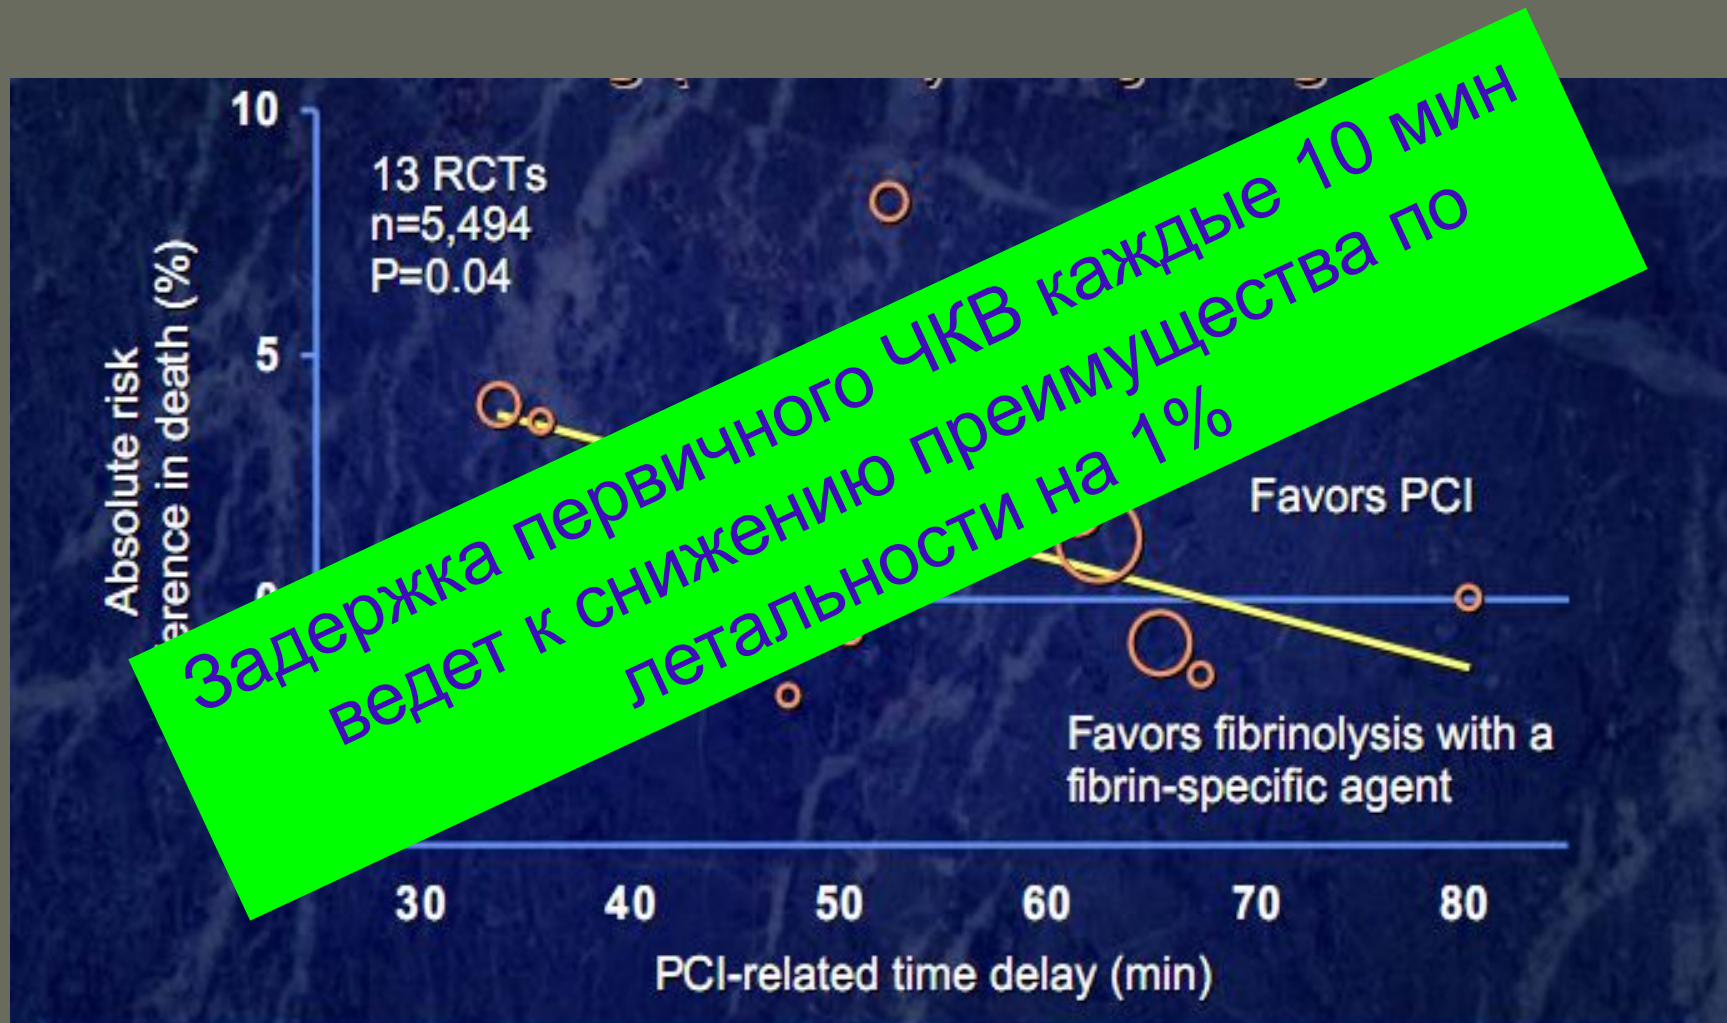 10
13 RCTs
n=5,494
P=0.04
5
Absolute risk
in death (%)
Задержка первичного ЧКВ каждые 10 мин
ведет к снижению преимущества по
летальности на 1%
Favors PCI
Favors fibrinolysis with a
fibrin-specific agent
30 40 50 60 70 80
PCI-related time delay (min)